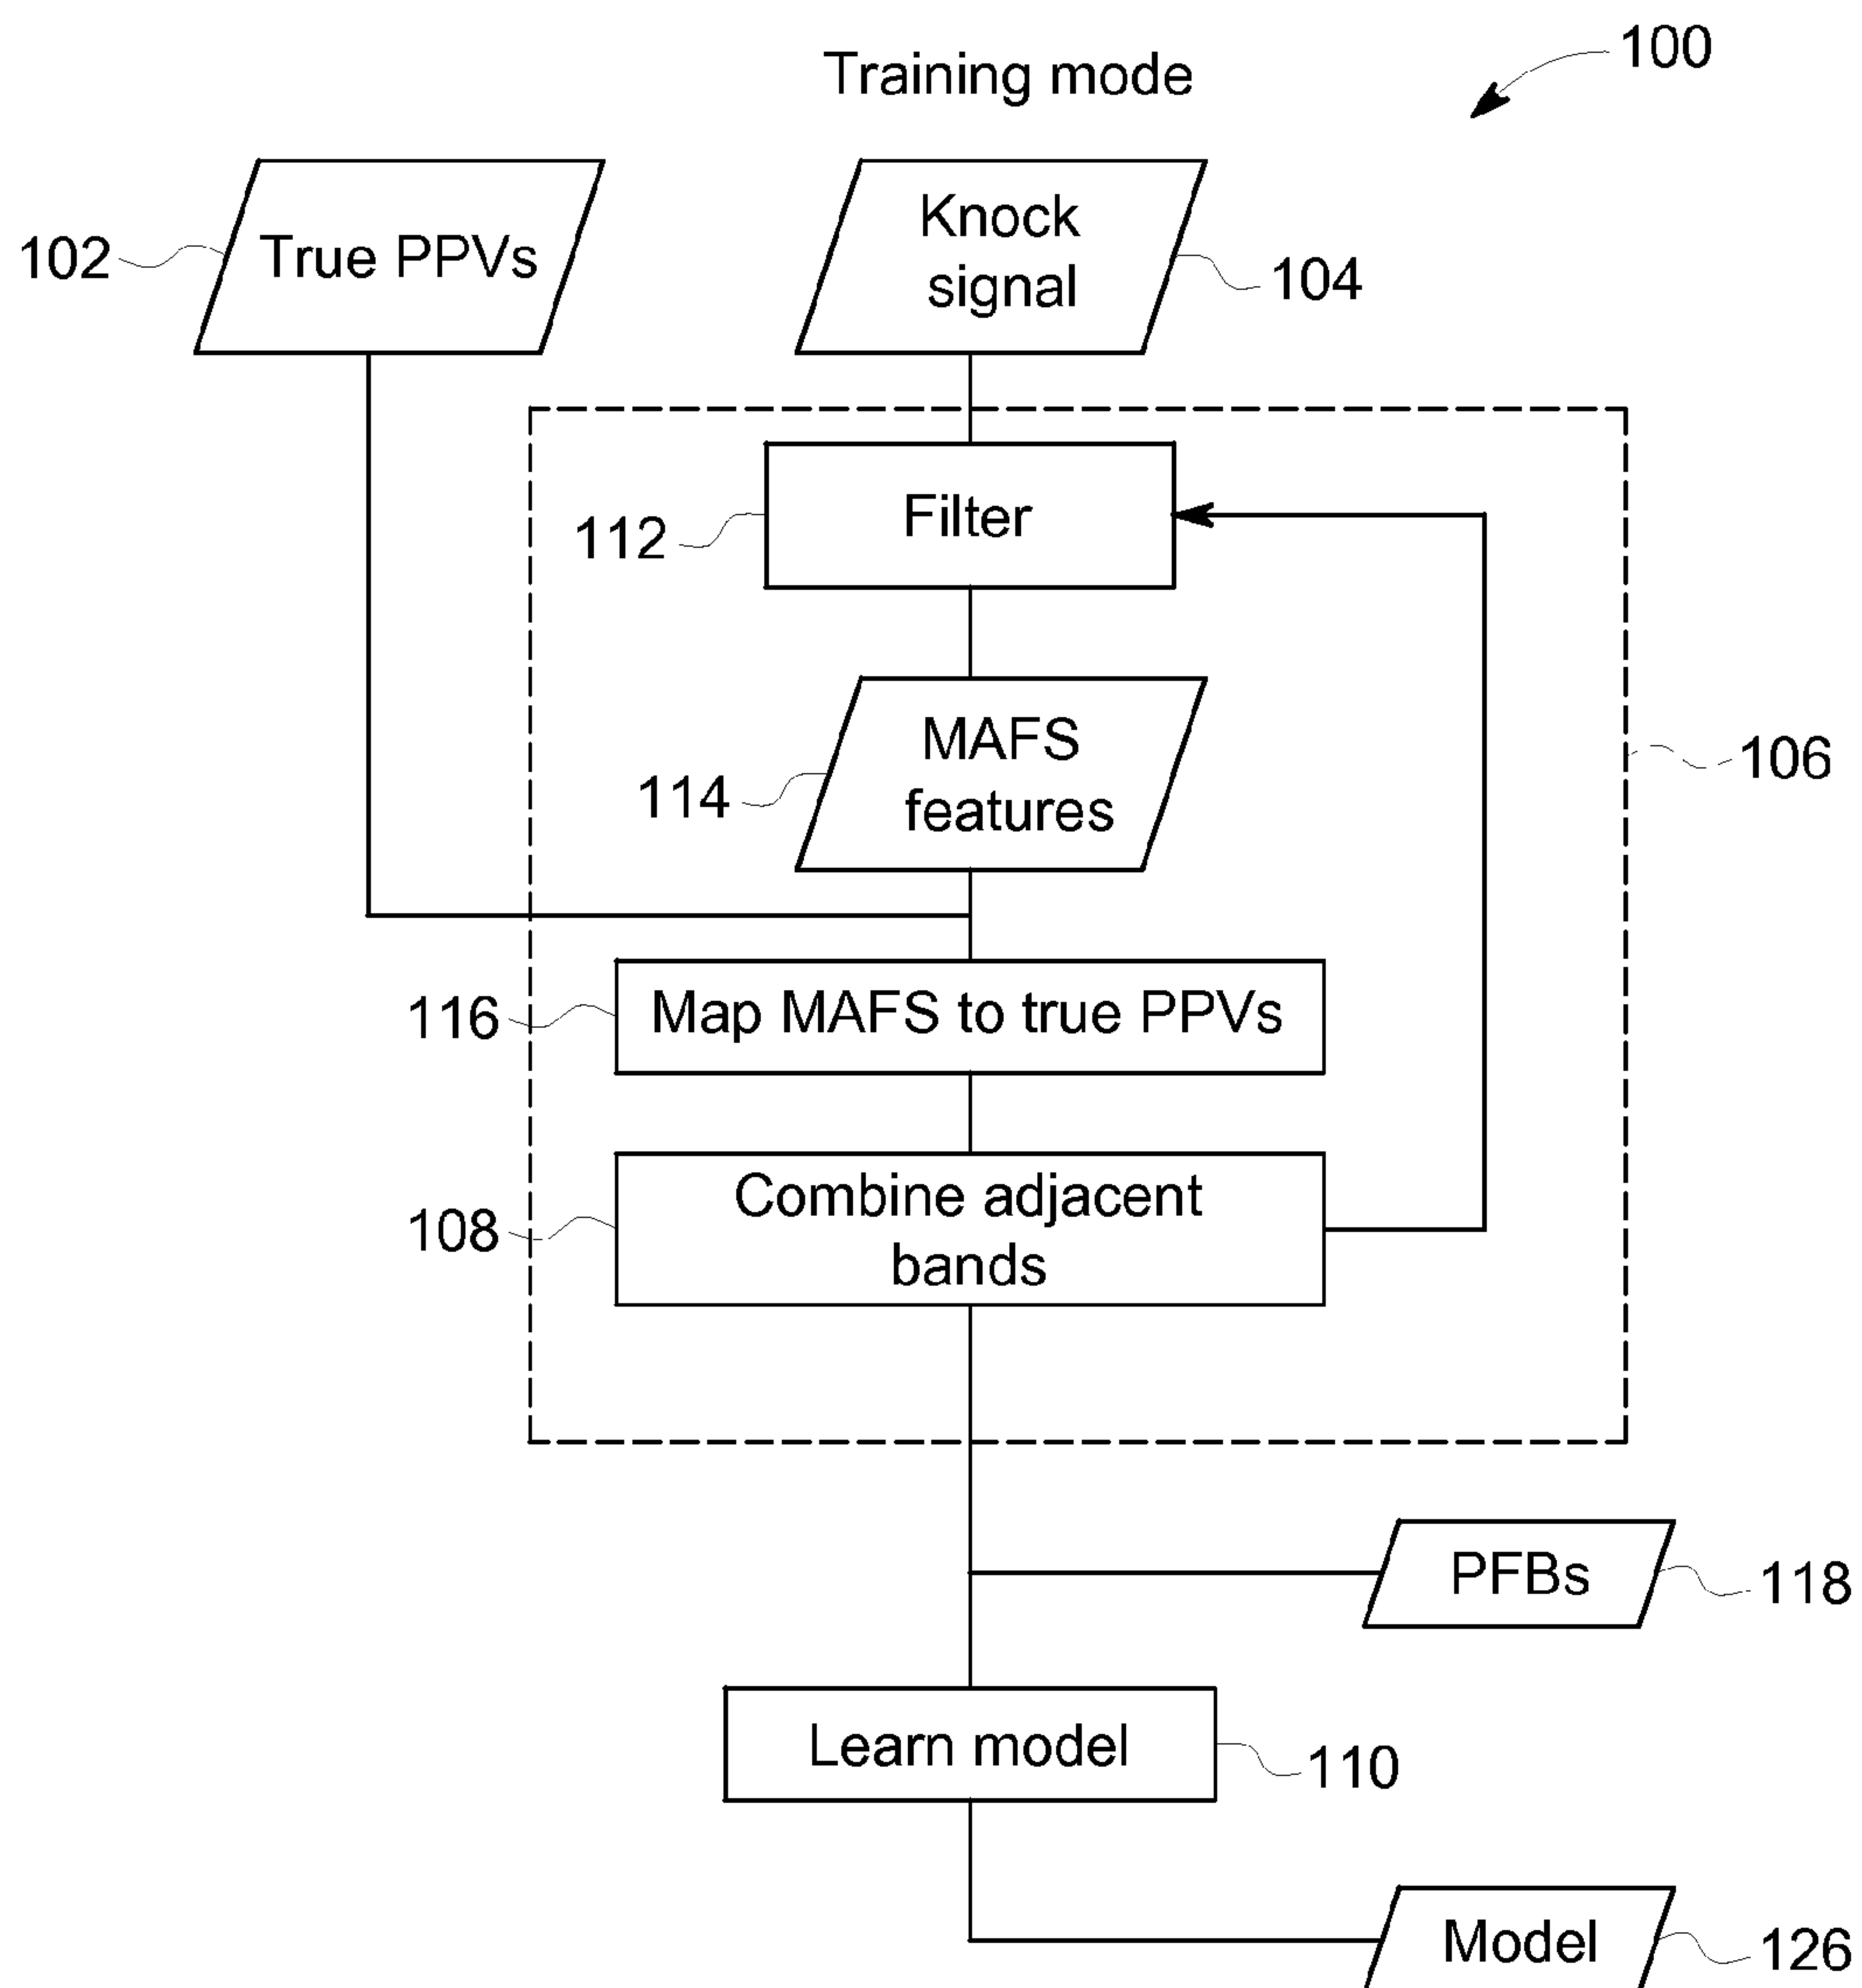 100
Training mode
102
True PPVs
Knock
signal
104
112
Filter
114
MAFS
features
106
116
Map MAFS to true PPVs
108
Combine adjacent
bands
PFBs
118
Learn model
110
Model
126